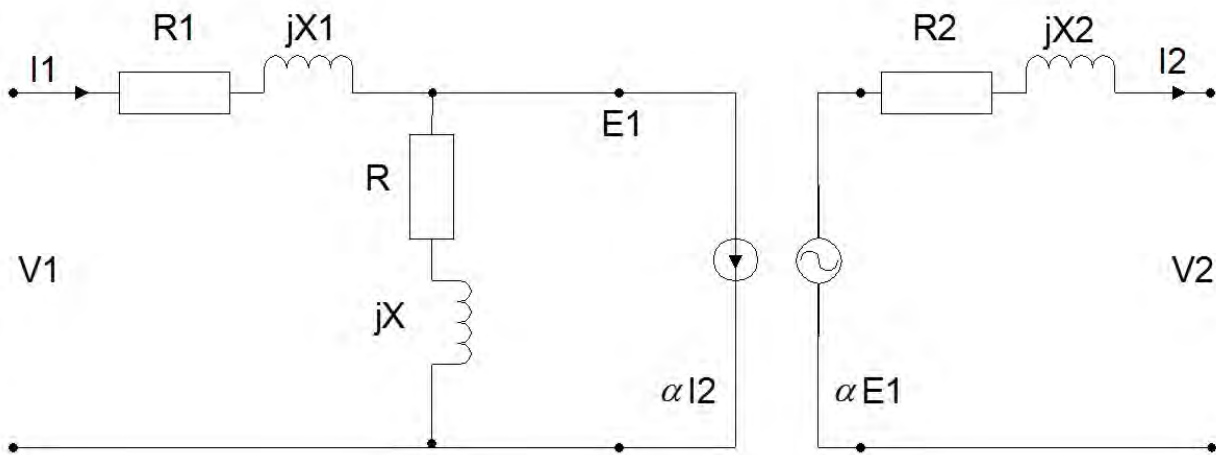 R1 jX1 R2 jX2
I1 I2
E1
R
V1 V2
jX
αI2 αE1